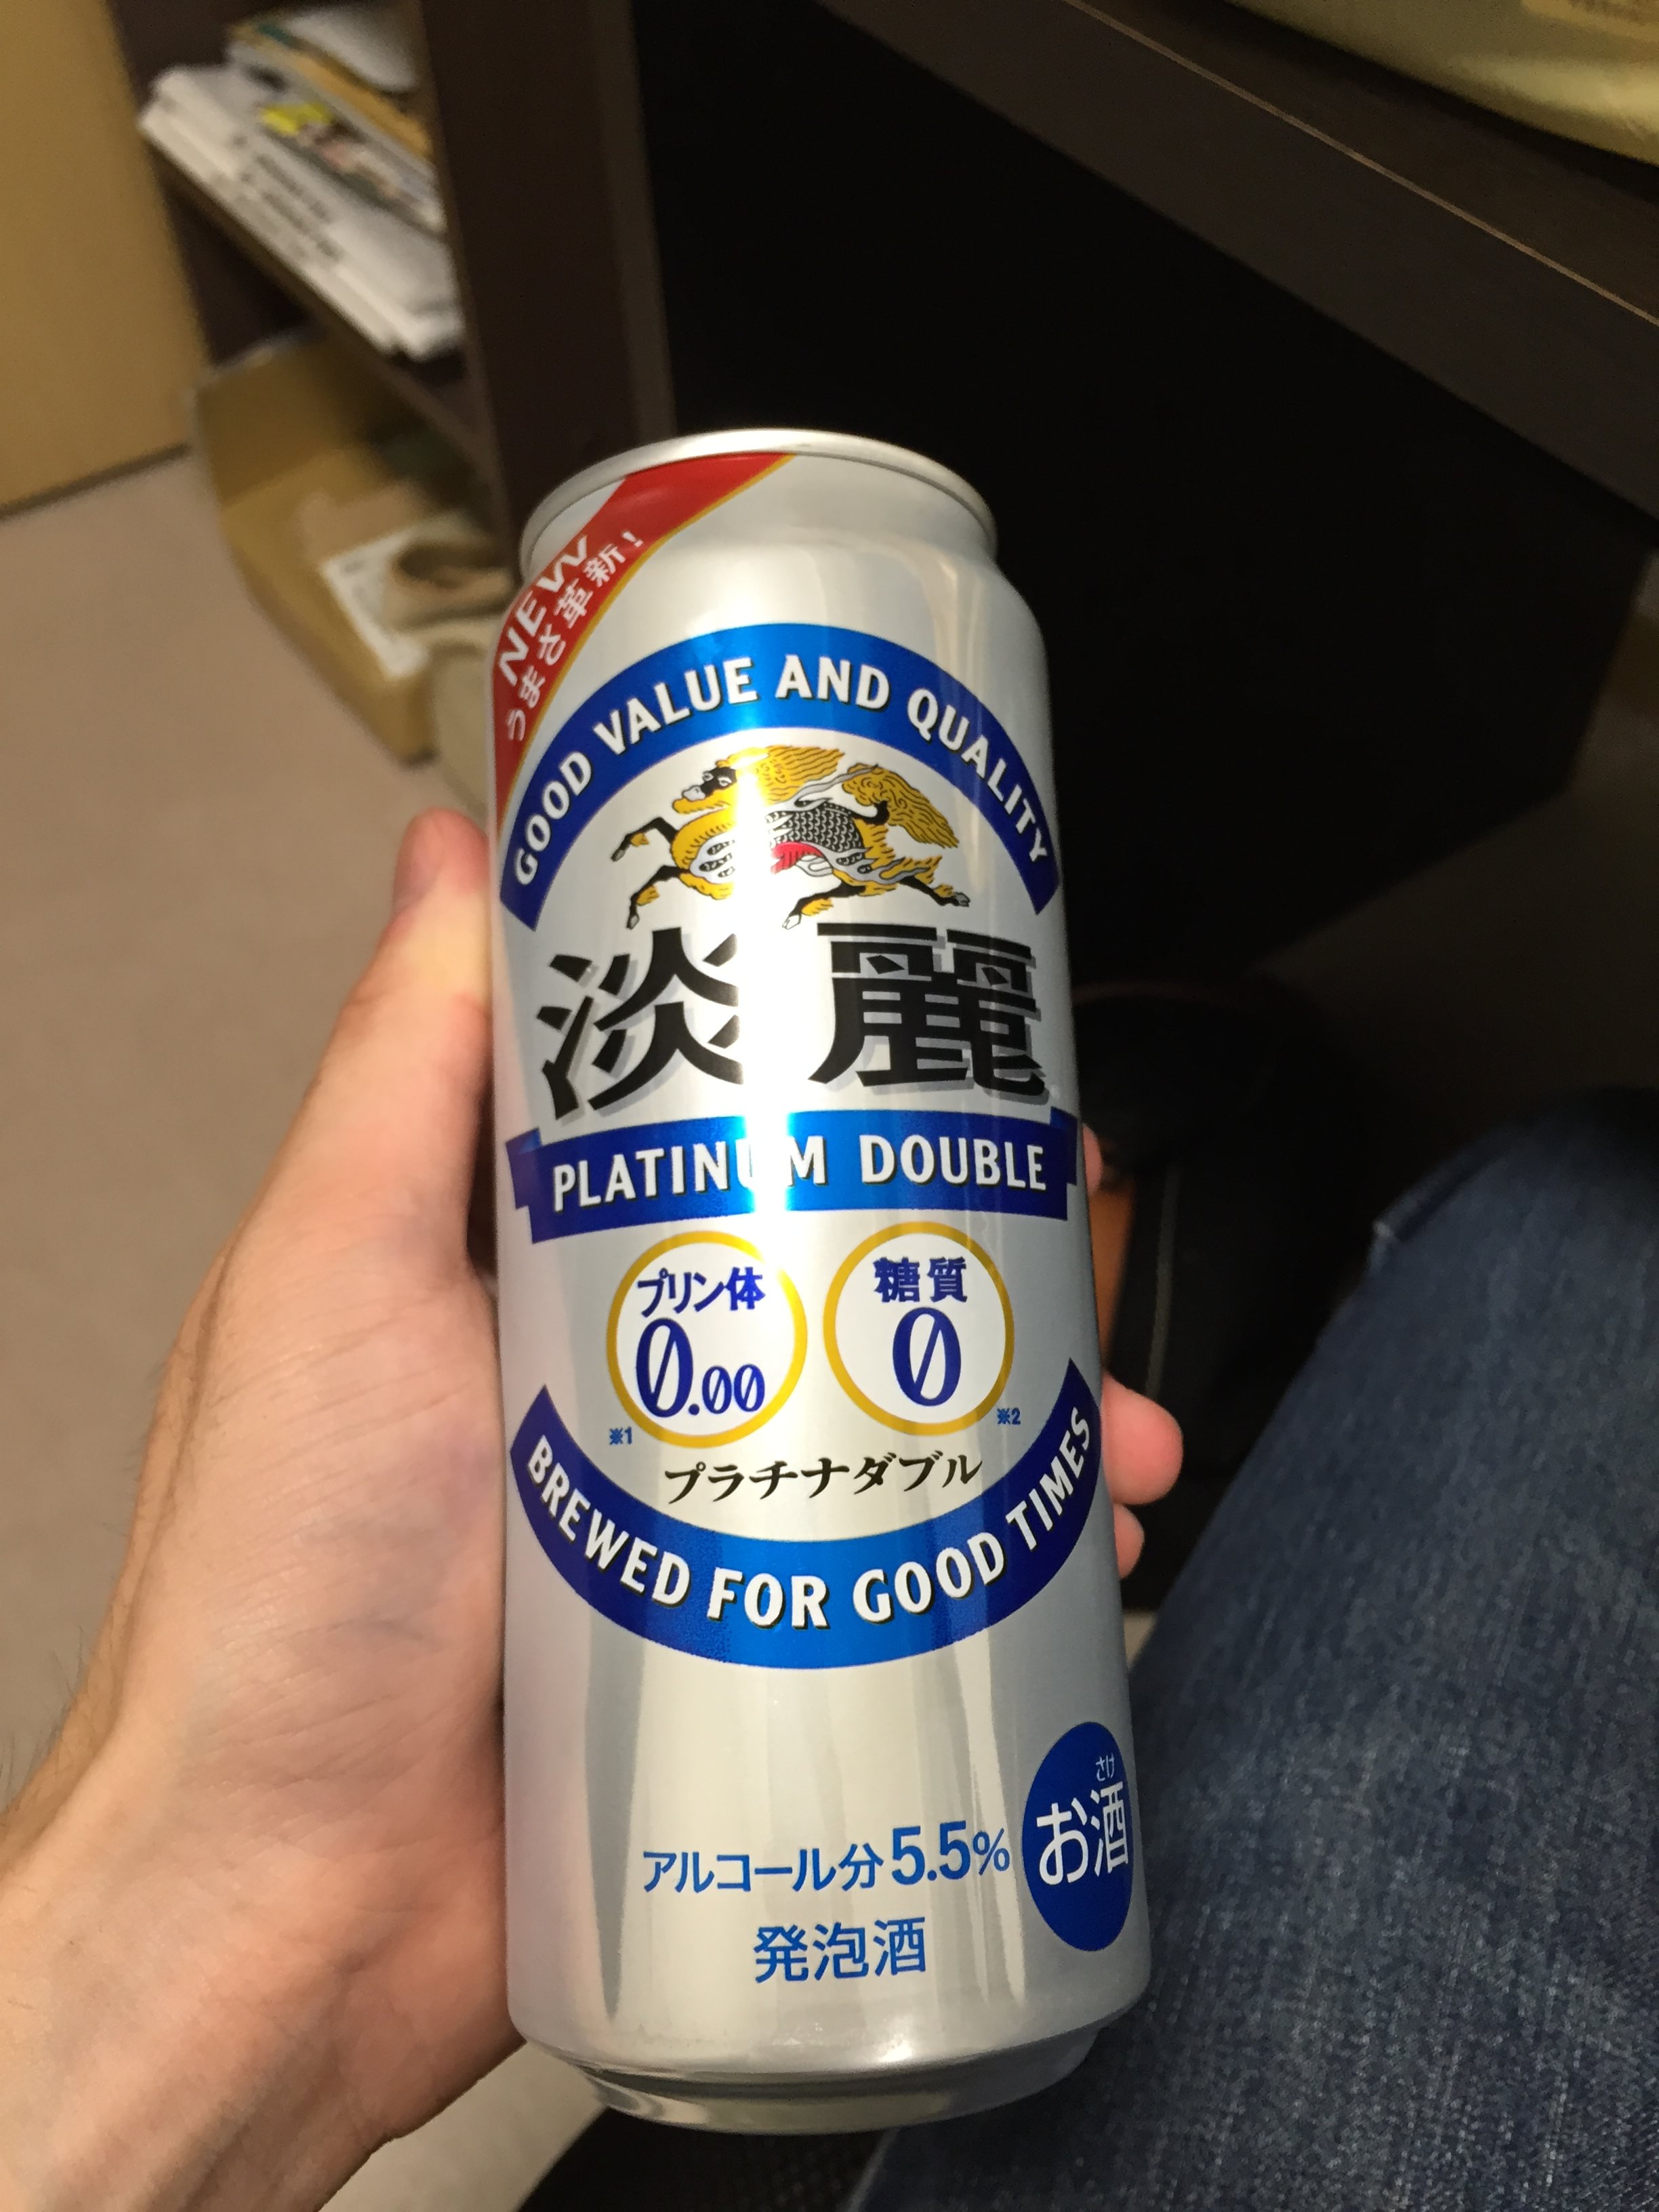 NEW
うまさ革新!
GOOD VALUE AND QUALITY
淡麗
PLATINUM DOUBLE
プリン体
0.00
※1
糖質
0
※2
プラチナダブル
BREWED FOR GOOD TIMES
アルコール分5.5%
発泡酒
さけ
お酒